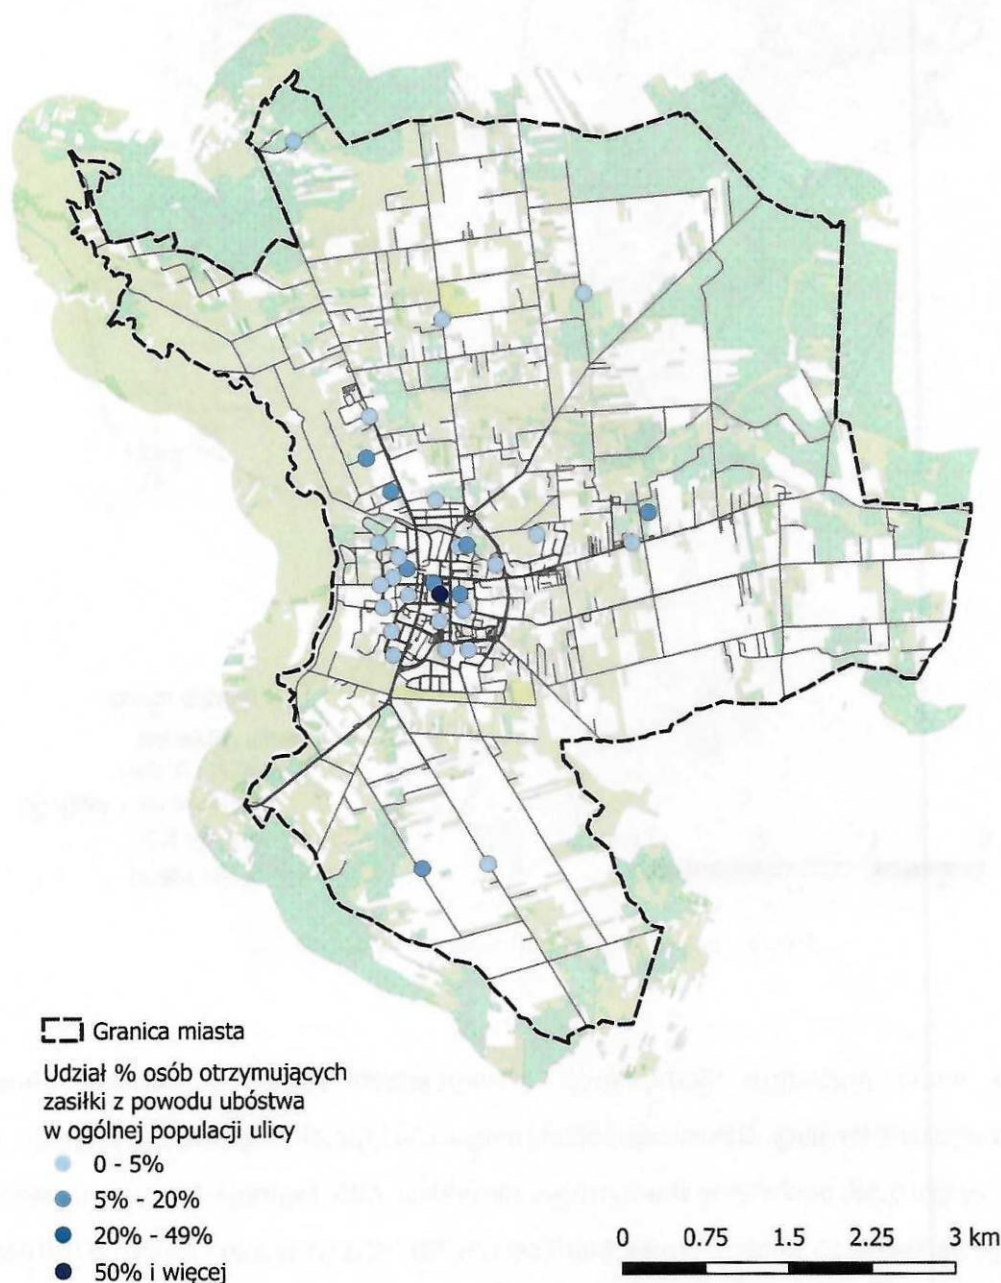 Granica miasta
Udział % osób otrzymujących
zasiłki z powodu ubóstwa
w ogólnej populacji ulicy
0 - 5%
5% - 20%
20% - 49%
50% i więcej
0 0.75 1.5 2.25 3 km